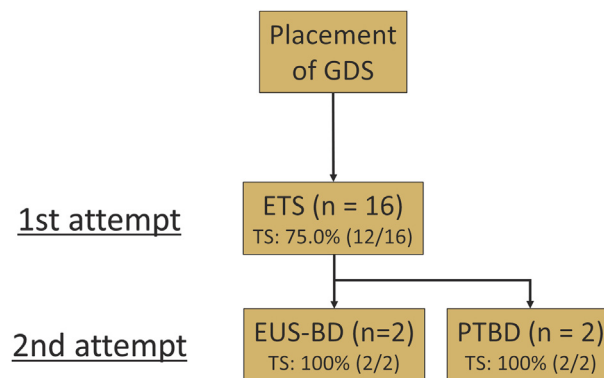 Placement
of GDS
1st attempt
ETS (n = 16)
TS: 75.0% (12/16)
2nd attempt
EUS-BD (n=2)
TS: 100% (2/2)
PTBD (n = 2)
TS: 100% (2/2)